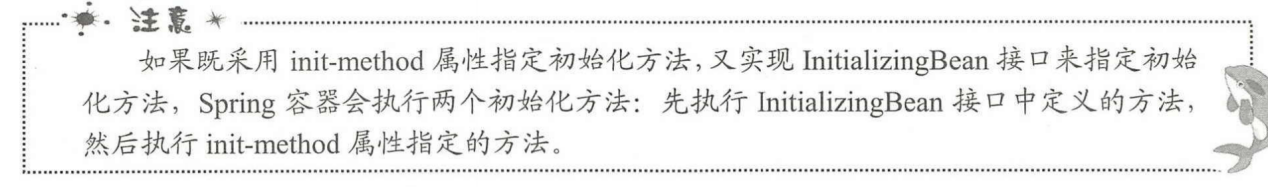 注意
如果既采用 init-method 属性指定初始化方法，又实现 InitializingBean 接口来指定初始
化方法，Spring 容器会执行两个初始化方法：先执行 InitializingBean 接口中定义的方法，
然后执行 init-method 属性指定的方法。